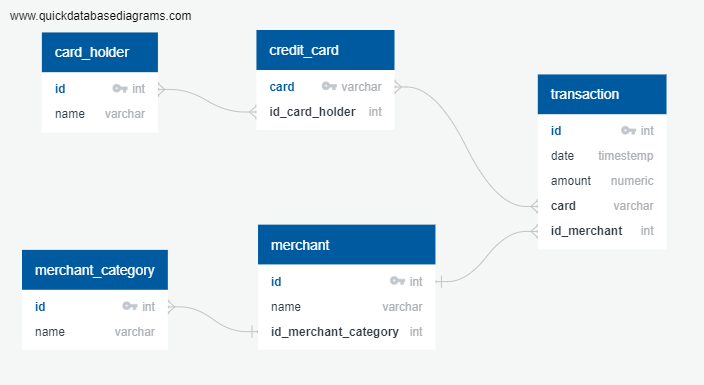 www.quickdatabasediagrams.com
card_holder
id int
name varchar
credit_card
card varchar
id_card_holder int
transaction
id int
date timestemp
amount numeric
card varchar
id_merchant int
merchant
id int
name varchar
id_merchant_category int
merchant_category
id int
name varchar